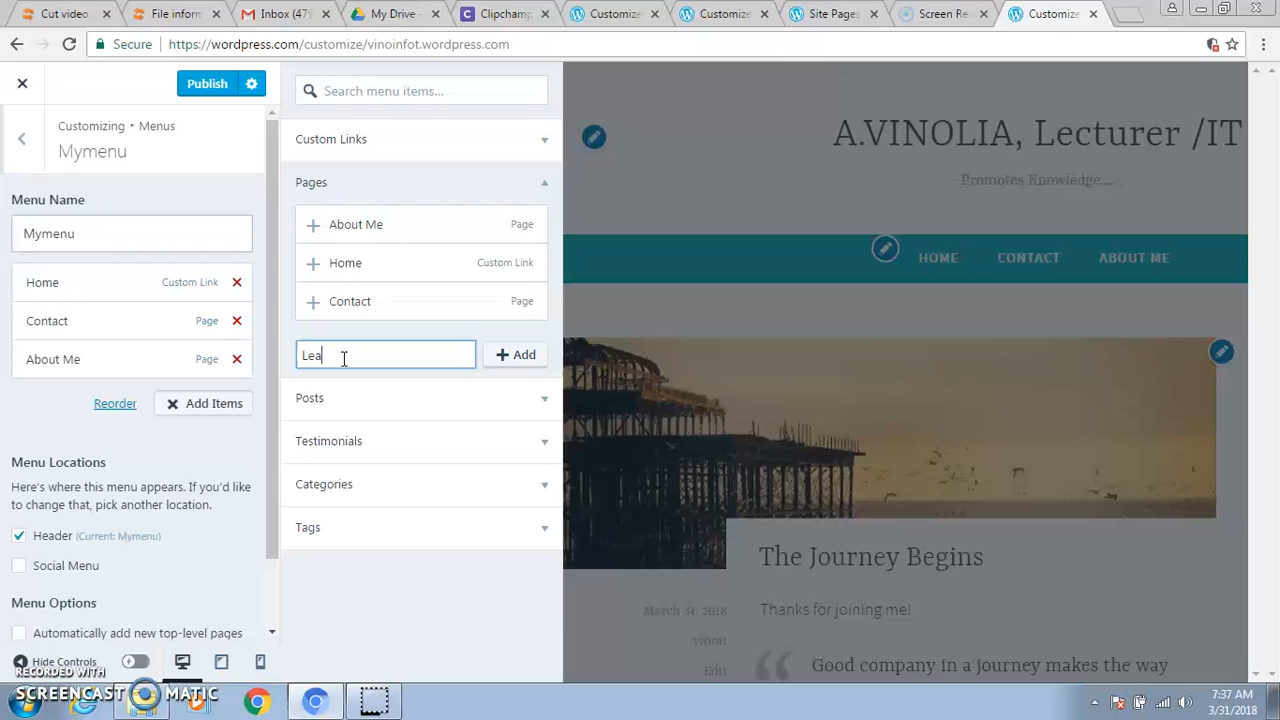 Cut video
File inform
Inbox (47
My Drive
Clipchamp
Customize
Customize
Site Pages
Screen Re
Customize
Secure
https://wordpress.com/customize/vinoinfot.wordpress.com
Publish
Customizing ‣ Menus
Mymenu
Menu Name
Mymenu
Home Custom Link
Contact Page
About Me Page
Reorder
Add Items
Menu Locations
Here's where this menu appears. If you'd like
to change that, pick another location.
Header (Current: Mymenu)
Social Menu
Menu Options
Automatically add new top-level pages
Hide Controls
RECORDED WITH
SCREENCAST MATIC
Search menu items...
Custom Links
Pages
About Me Page
Home Custom Link
Contact Page
Lea
Add
Posts
Testimonials
Categories
Tags
A.VINOLIA, Lecturer /IT
Promotes Knowledge....
HOME CONTACT ABOUT ME
The Journey Begins
March 31, 2018
Thanks for joining me!
vinoit
Edit
Good company in a journey makes the way
7:37 AM
3/31/2018